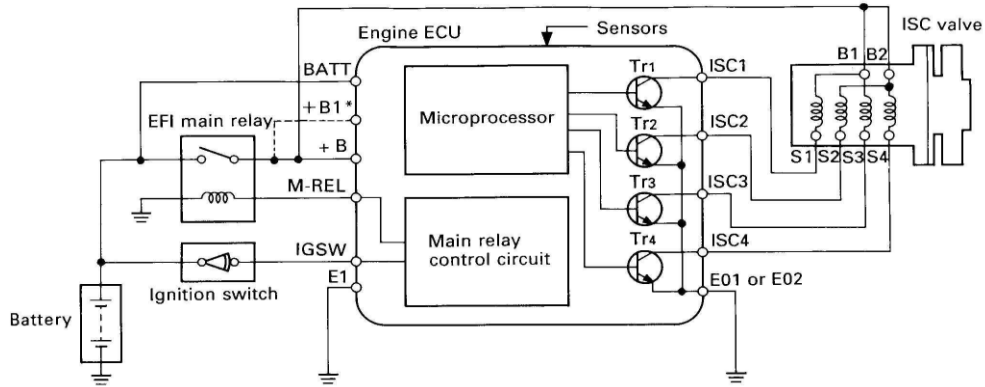 ISC valve
Engine ECU
Sensors
B1 B2
BATT
Tr1
ISC1
+B1*
Microprocessor
EFI main relay
Tr2
ISC2
+B
S1 S2 S3 S4
M-REL
Tr3
ISC3
Main relay
control circuit
Tr4
ISC4
IGSW
E1
E01 or E02
Ignition switch
Battery